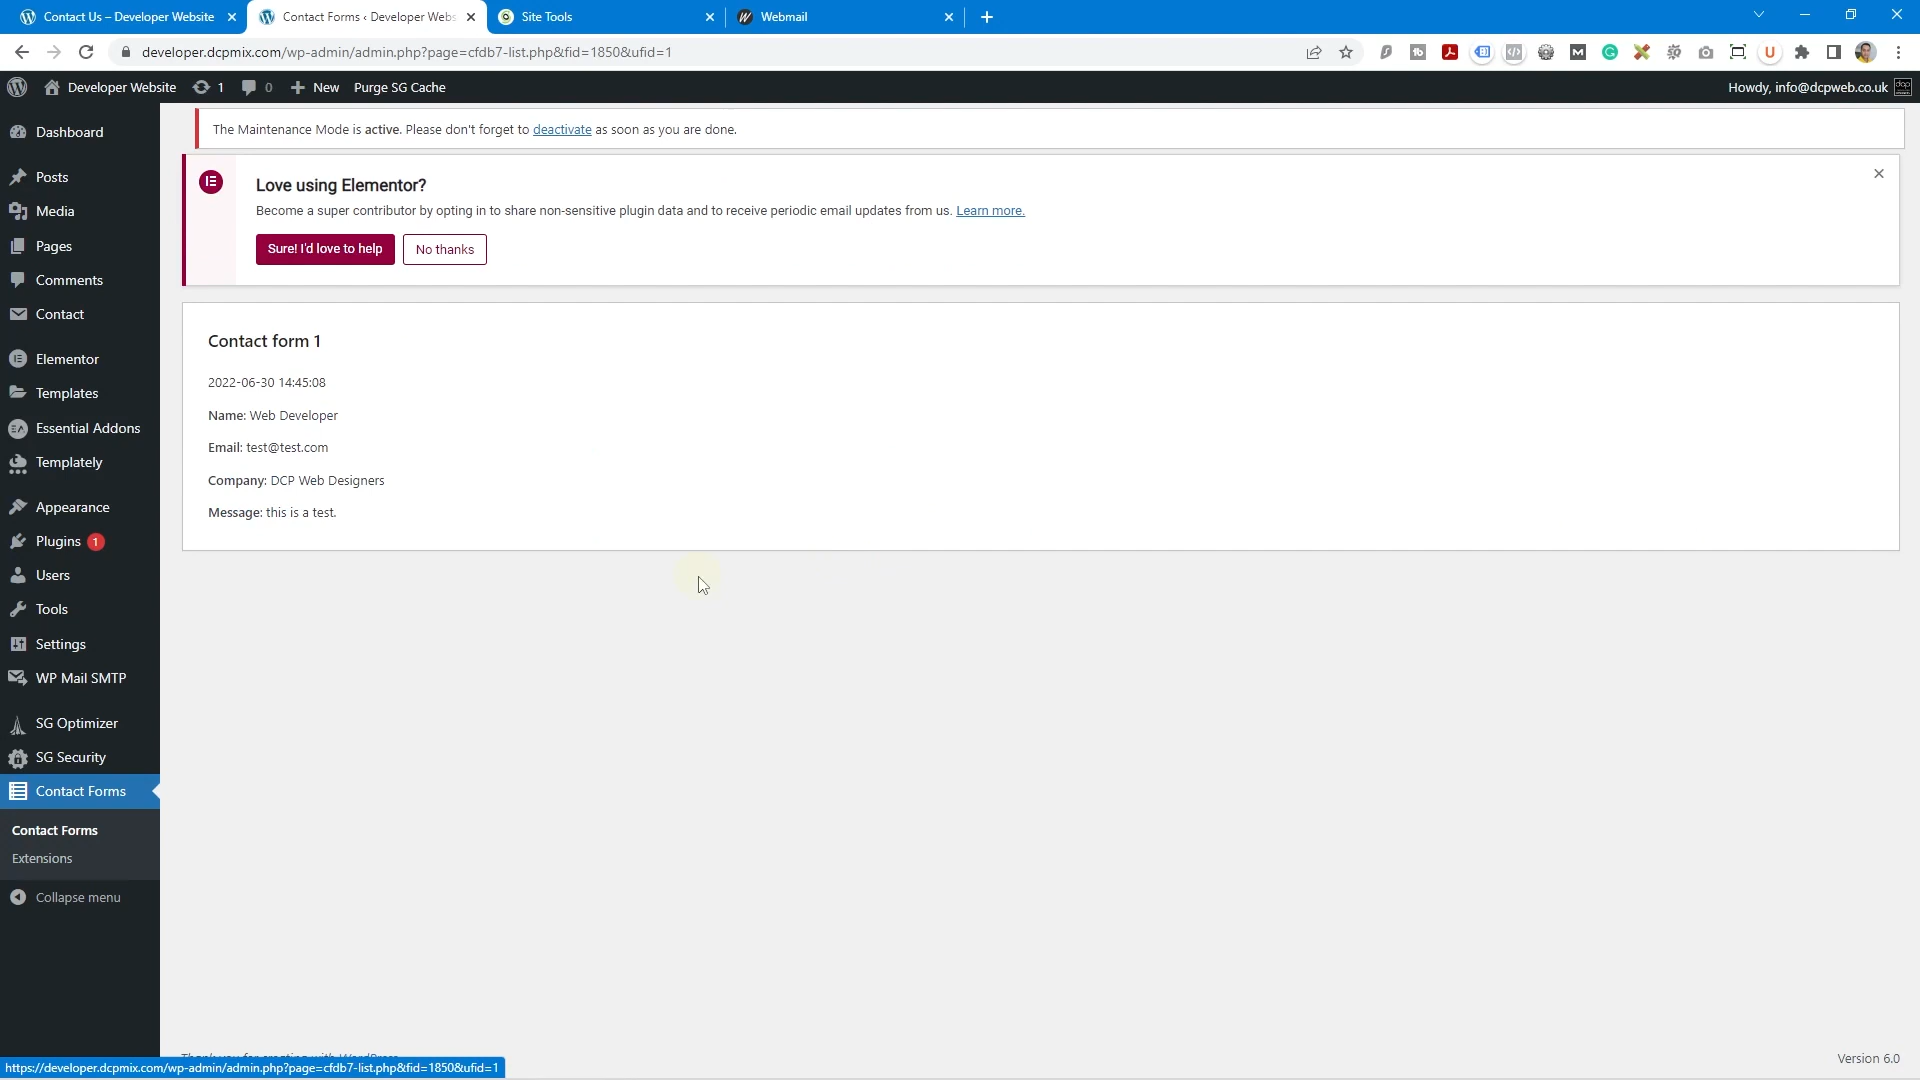 Contact Us – Developer Website
Contact Forms ‹ Developer Webs
Site Tools
Webmail
developer.dcpmix.com/wp-admin/admin.php?page=cfdb7-list.php&fid=1850&ufid=1
Developer Website
1
0
New
Purge SG Cache
Howdy, info@dcpweb.co.uk
Dashboard
Posts
Media
Pages
Comments
Contact
Elementor
Templates
Essential Addons
Templately
Appearance
Plugins 1
Users
Tools
Settings
WP Mail SMTP
SG Optimizer
SG Security
Contact Forms
Contact Forms
Extensions
Collapse menu
The Maintenance Mode is active. Please don't forget to deactivate as soon as you are done.
Love using Elementor?
Become a super contributor by opting in to share non-sensitive plugin data and to receive periodic email updates from us. Learn more.
Sure! I'd love to help
No thanks
Contact form 1
2022-06-30 14:45:08
Name: Web Developer
Email: test@test.com
Company: DCP Web Designers
Message: this is a test.
Thank you for creating with WordPress.
Version 6.0
https://developer.dcpmix.com/wp-admin/admin.php?page=cfdb7-list.php&fid=1850&ufid=1